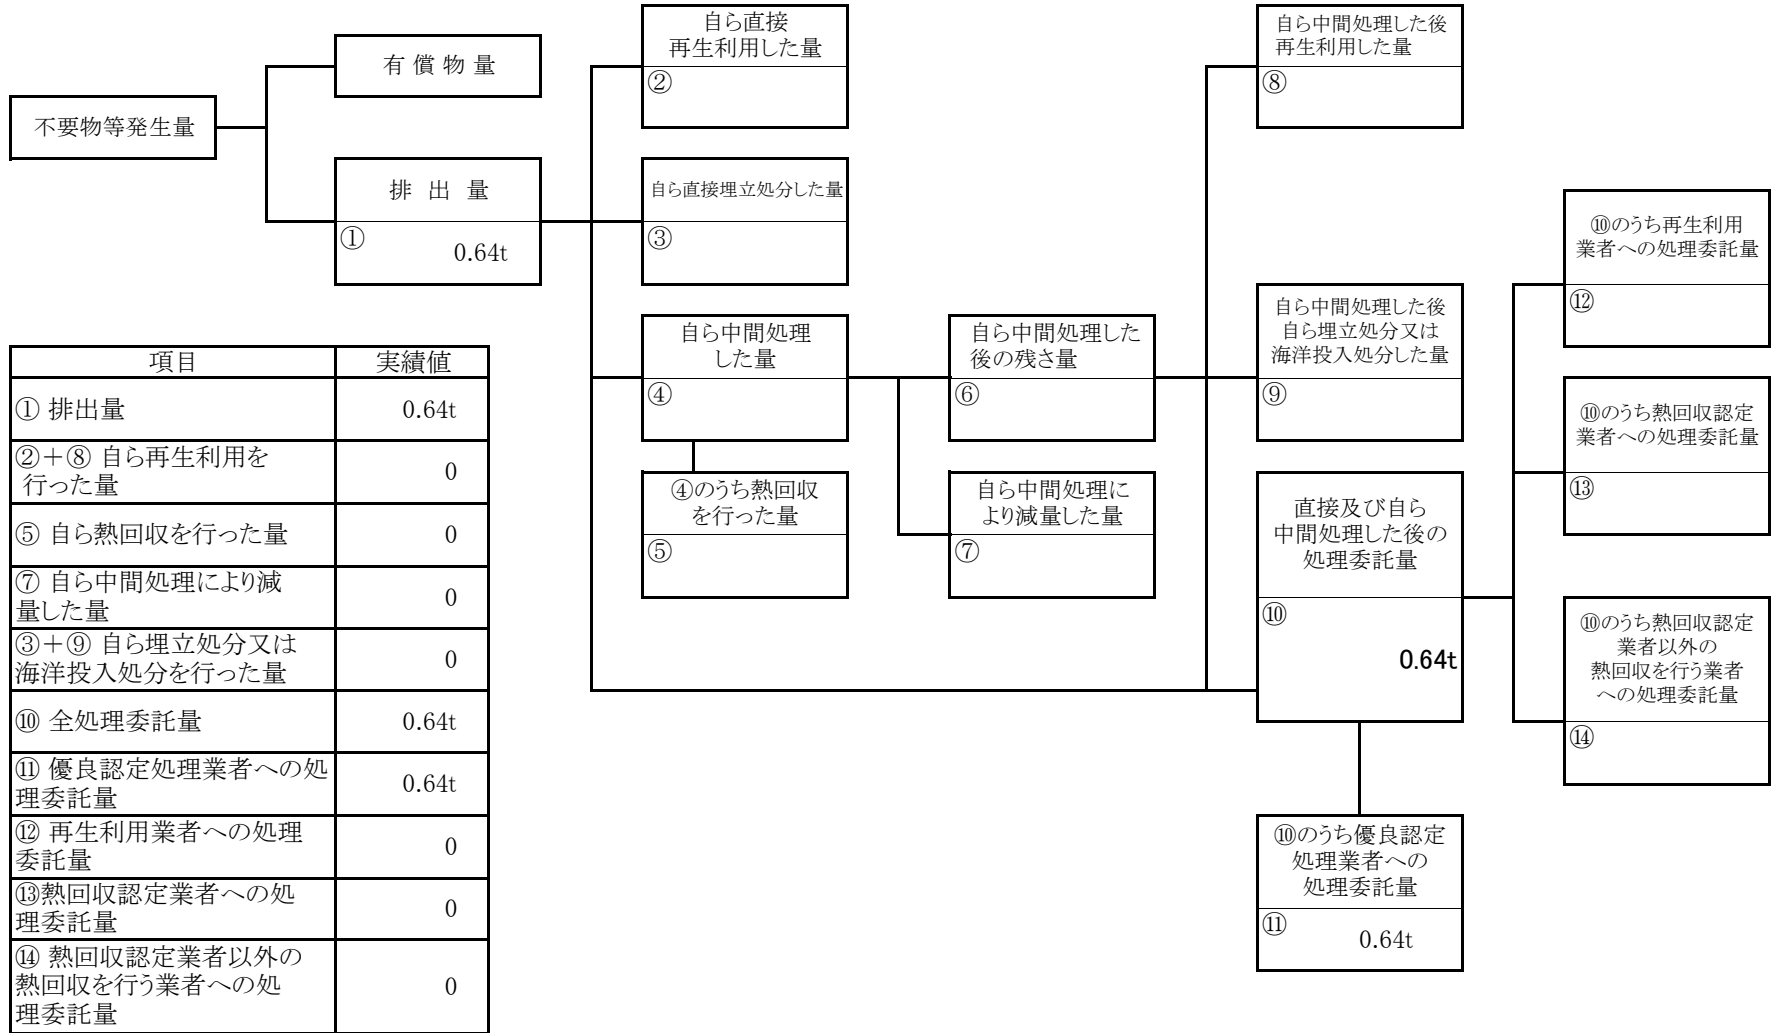 不要物等発生量
有 償 物 量
排 出 量
①
0.64t
自ら直接
再生利用した量
②
自ら直接埋立処分した量
③
自ら中間処理
した量
④
④のうち熱回収
を行った量
⑤
自ら中間処理した
後の残さ量
⑥
自ら中間処理に
より減量した量
⑦
自ら中間処理した後
再生利用した量
⑧
自ら中間処理した後
自ら埋立処分又は
海洋投入処分した量
⑨
直接及び自ら
中間処理した後の
処理委託量
⑩
0.64t
⑩のうち優良認定
処理業者への
処理委託量
⑪
0.64t
⑩のうち再生利用
業者への処理委託量
⑫
⑩のうち熱回収認定
業者への処理委託量
⑬
⑩のうち熱回収認定
業者以外の
熱回収を行う業者
への処理委託量
⑭
項目 実績値
① 排出量 0.64t
②＋⑧ 自ら再生利用を
行った量 0
⑤ 自ら熱回収を行った量 0
⑦ 自ら中間処理により減
量した量 0
③＋⑨ 自ら埋立処分又は
海洋投入処分を行った量 0
⑩ 全処理委託量 0.64t
⑪ 優良認定処理業者への処
理委託量 0.64t
⑫ 再生利用業者への処理
委託量 0
⑬熱回収認定業者への処
理委託量 0
⑭ 熱回収認定業者以外の
熱回収を行う業者への処
理委託量 0